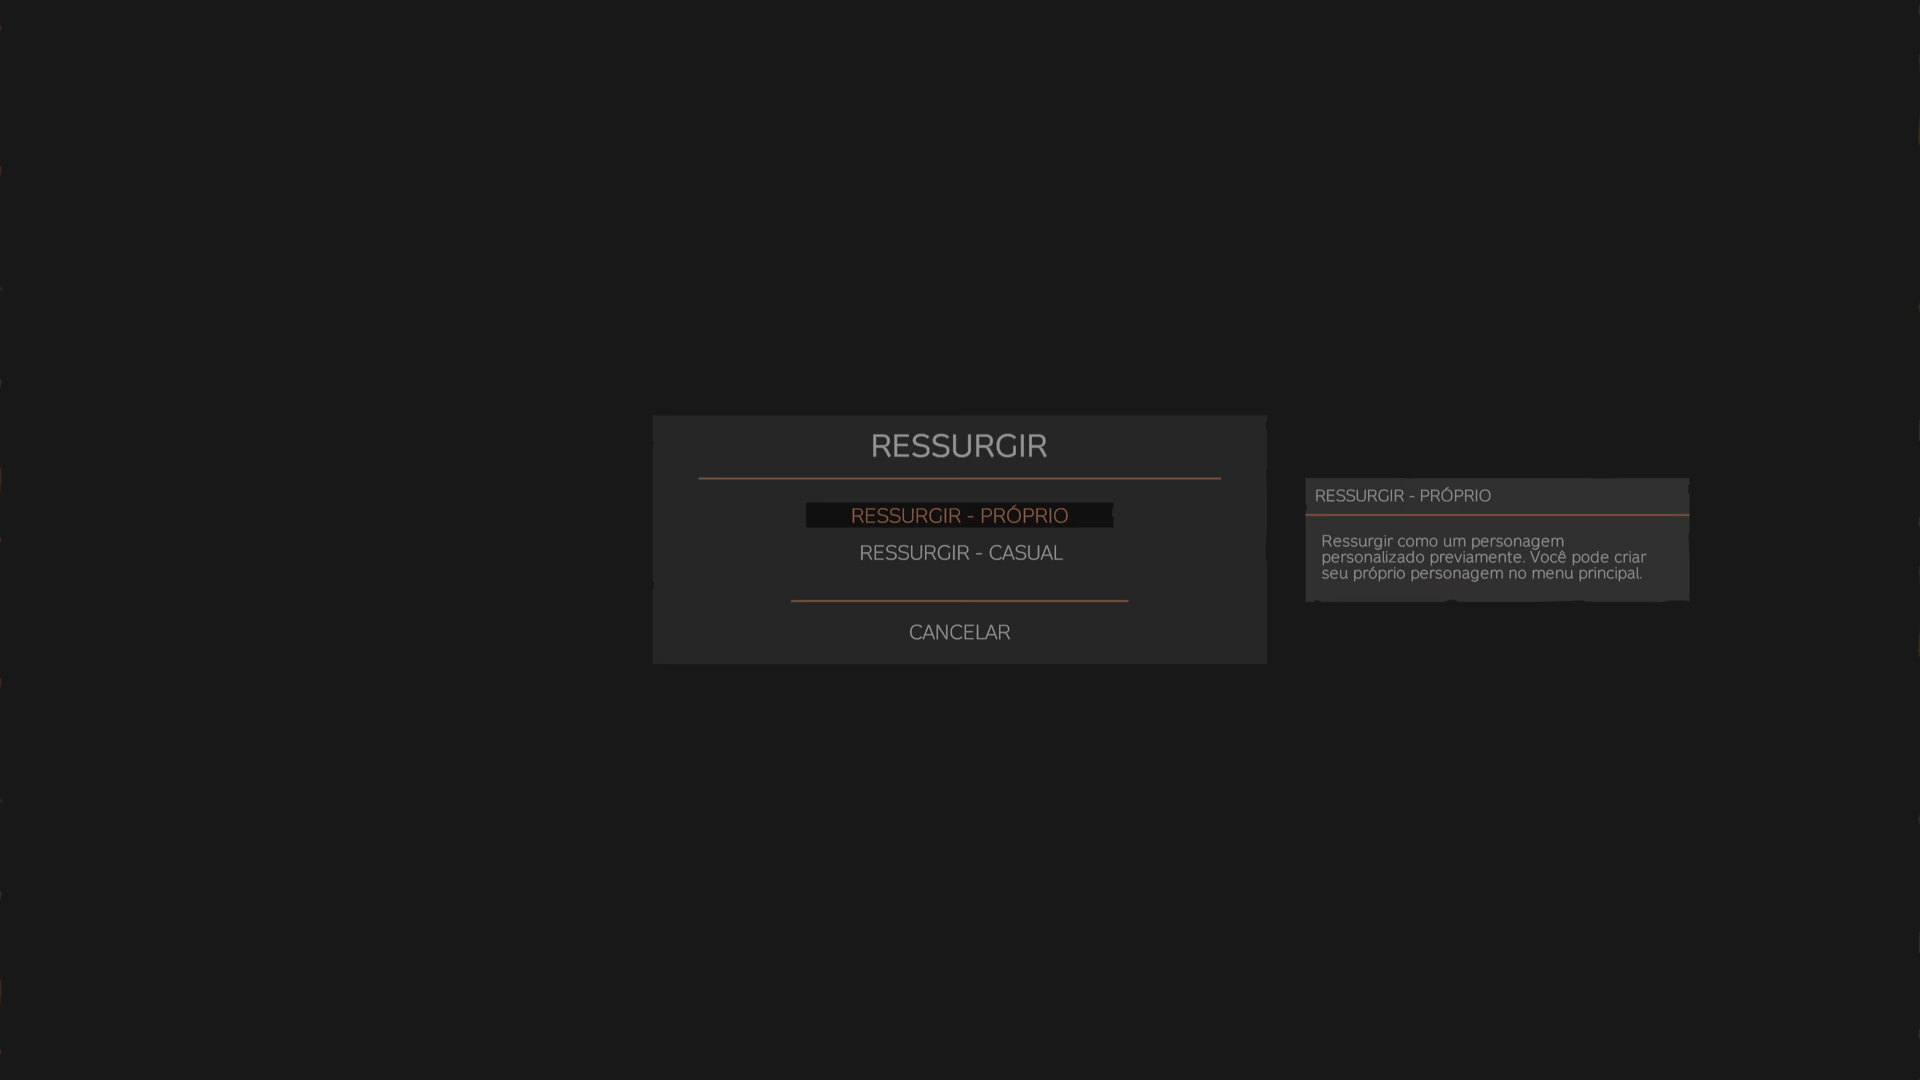 RESSURGIR
RESSURGIR - PRÓPRIO
RESSURGIR - CASUAL
CANCELAR
RESSURGIR - PRÓPRIO
Ressurgir como um personagem
personalizado previamente. Você pode criar
seu próprio personagem no menu principal.